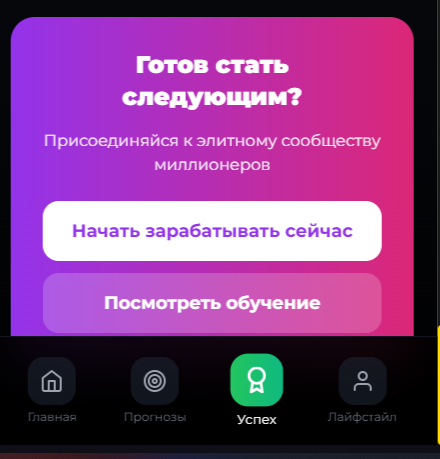 Готов стать
следующим?
Присоединяйся к элитному сообществу
миллионеров
Начать зарабатывать сейчас
Посмотреть обучение
Главная
Прогнозы
Успех
Лайфстайл